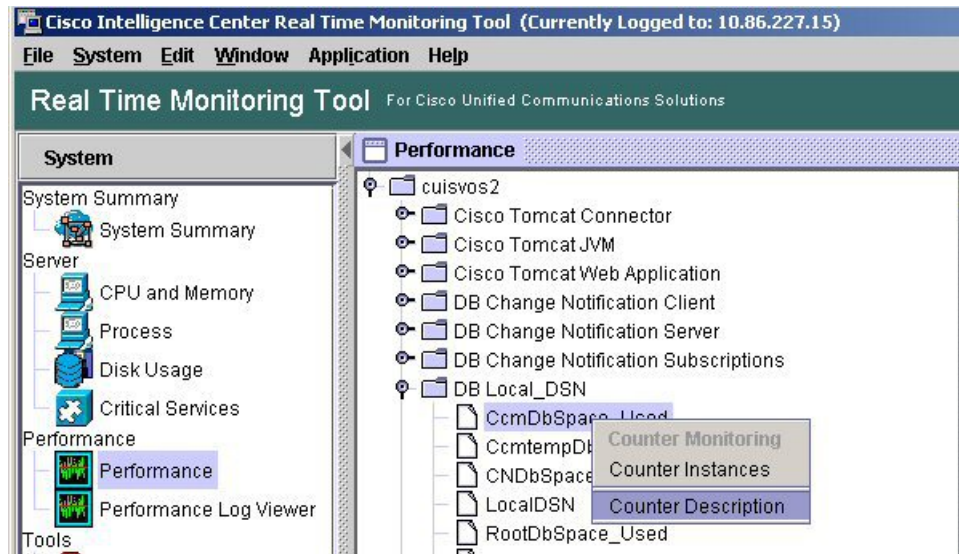 Cisco Intelligence Center Real Time Monitoring Tool (Currently Logged to: 10.86.227.15)
File System Edit Window Application Help
Real Time Monitoring Tool For Cisco Unified Communications Solutions
System
System Summary
System Summary
Server
CPU and Memory
Process
Disk Usage
Critical Services
Performance
Performance
Performance Log Viewer
Tools
Performance
cuisvos2
Cisco Tomcat Connector
Cisco Tomcat JVM
Cisco Tomcat Web Application
DB Change Notification Client
DB Change Notification Server
DB Change Notification Subscriptions
DB Local_DSN
CcmDbSpace_Used
CcmtempDb
CNDbSpace
LocalDSN
RootDbSpace_Used
Counter Monitoring
Counter Instances
Counter Description